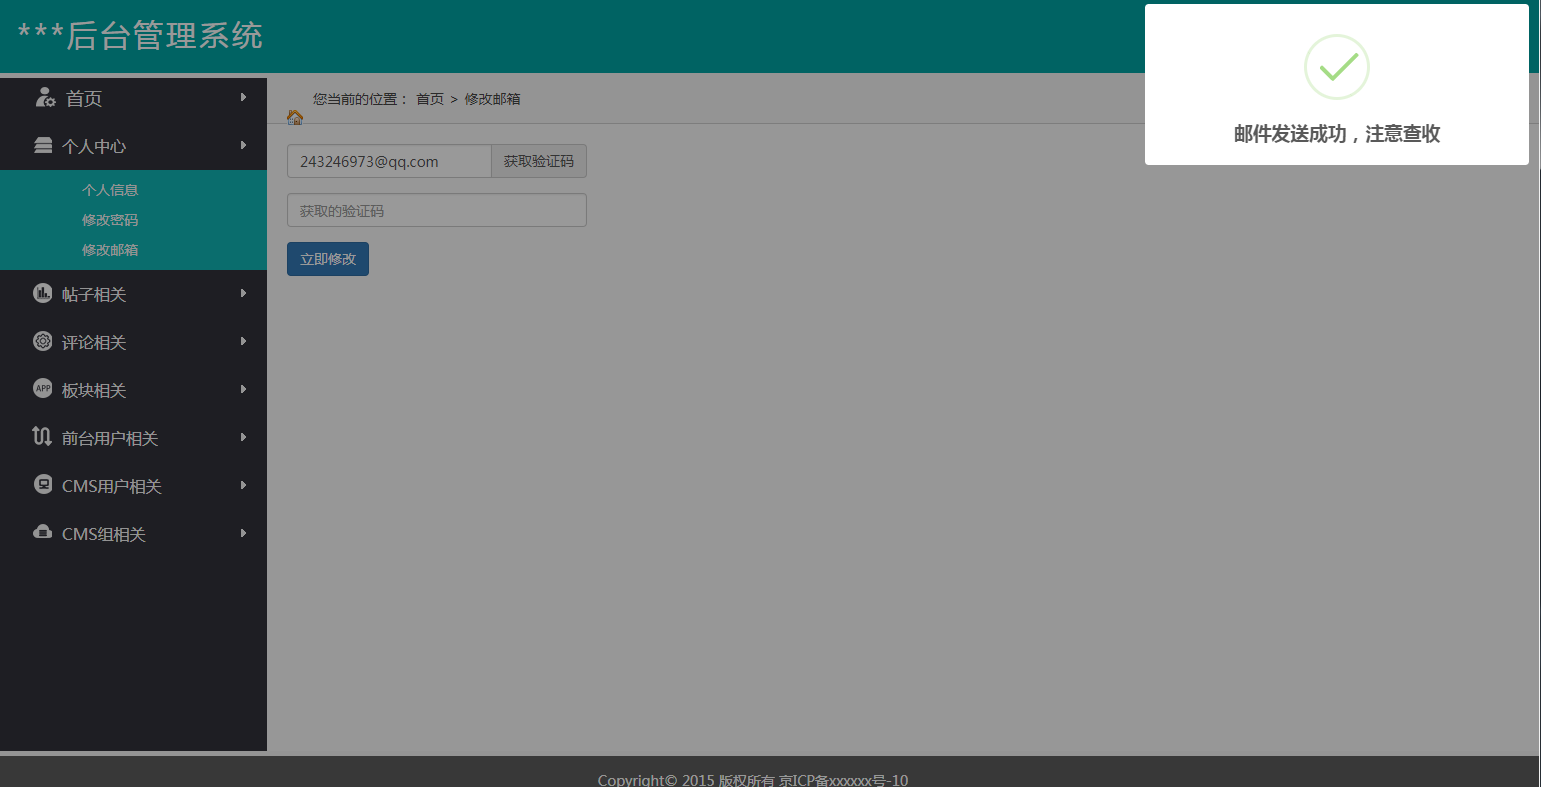 ***后台管理系统
邮件发送成功，注意查收
首页
个人中心
个人信息
修改密码
修改邮箱
帖子相关
评论相关
APP
板块相关
前台用户相关
CMS用户相关
CMS组相关
您当前的位置： 首页 > 修改邮箱
243246973@qq.com 获取验证码
获取的验证码
立即修改
Copyright© 2015 版权所有 京ICP备xxxxxx号-10